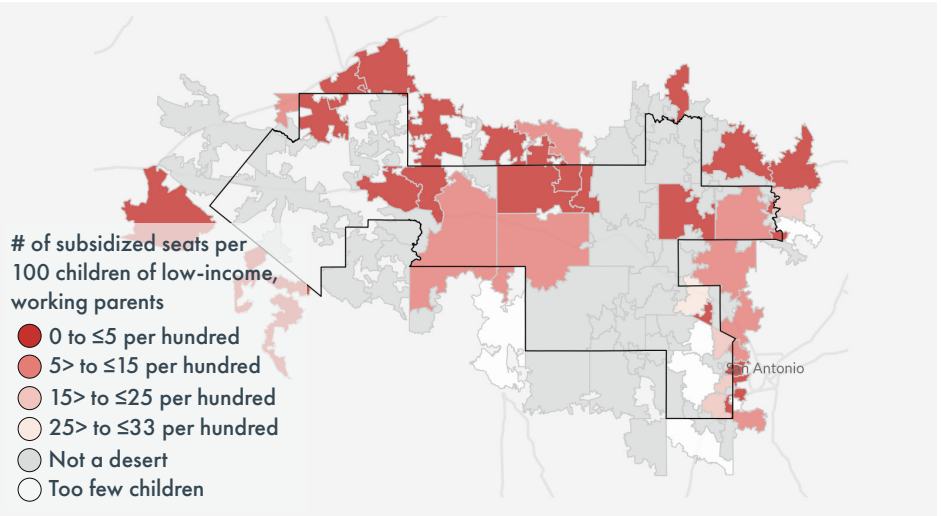 # of subsidized seats per
100 children of low-income,
working parents
0 to ≤5 per hundred
5> to ≤15 per hundred
15> to ≤25 per hundred
25> to ≤33 per hundred
Not a desert
Too few children
San Antonio